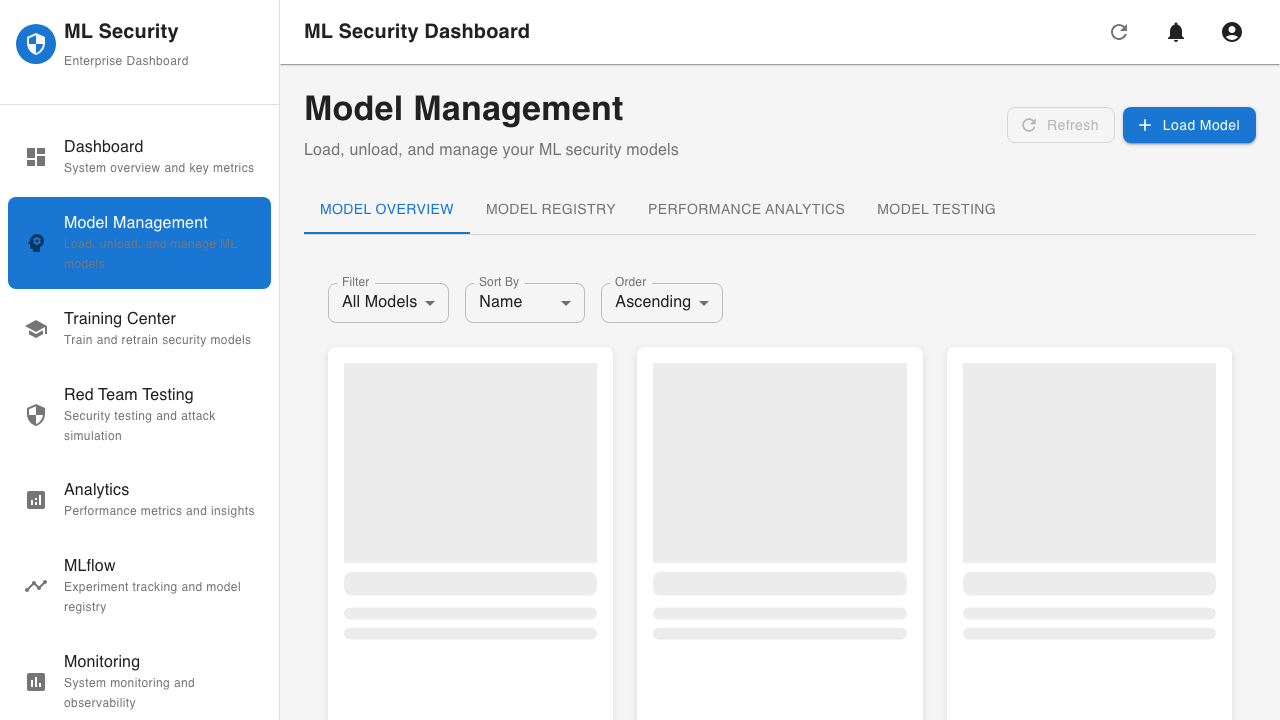 ML Security
Enterprise Dashboard
Dashboard
System overview and key metrics
Model Management
Load, unload, and manage ML
models
Training Center
Train and retrain security models
Red Team Testing
Security testing and attack
simulation
Analytics
Performance metrics and insights
MLflow
Experiment tracking and model
registry
Monitoring
System monitoring and
observability
ML Security Dashboard
Model Management
Load, unload, and manage your ML security models
Refresh
Load Model
MODEL OVERVIEW
MODEL REGISTRY
PERFORMANCE ANALYTICS
MODEL TESTING
Filter
All Models
Sort By
Name
Order
Ascending